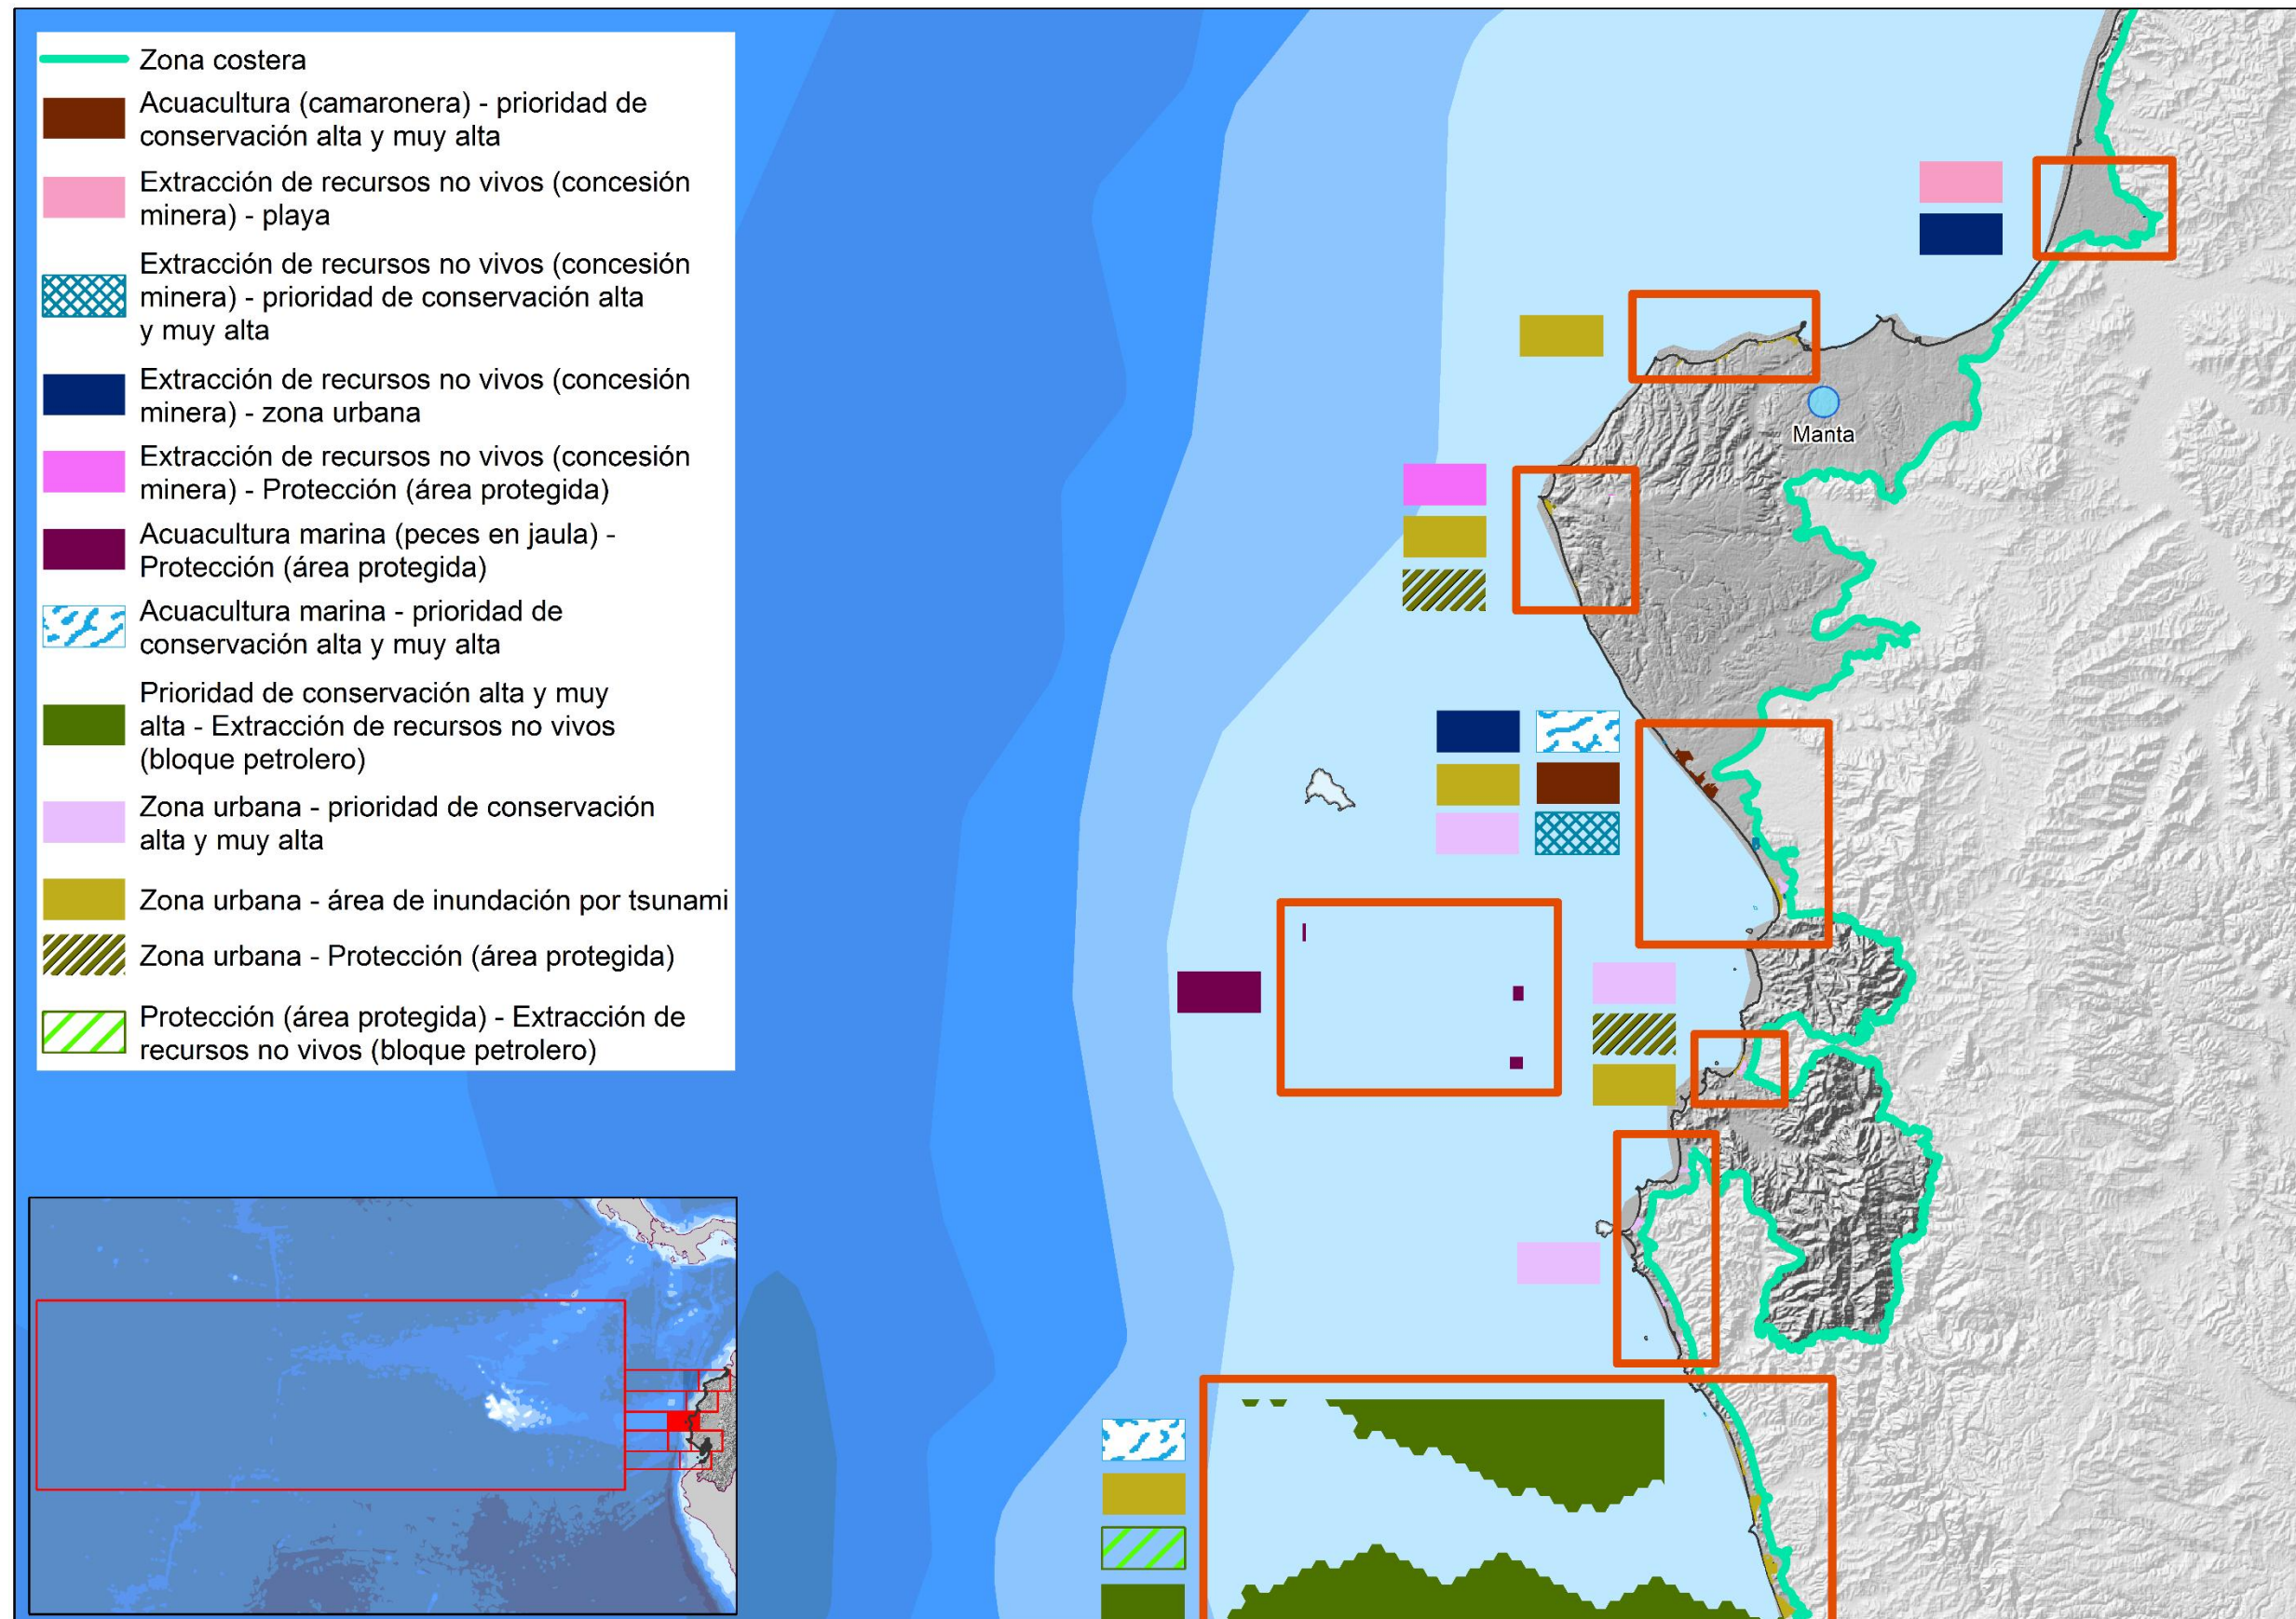 Zona costera
Acuacultura (camaronera) - prioridad de
conservación alta y muy alta
Extracción de recursos no vivos (concesión
minera) - playa
Extracción de recursos no vivos (concesión
minera) - prioridad de conservación alta
y muy alta
Extracción de recursos no vivos (concesión
minera) - zona urbana
Extracción de recursos no vivos (concesión
minera) - Protección (área protegida)
Acuacultura marina (peces en jaula) -
Protección (área protegida)
Acuacultura marina - prioridad de
conservación alta y muy alta
Prioridad de conservación alta y muy
alta - Extracción de recursos no vivos
(bloque petrolero)
Zona urbana - prioridad de conservación
alta y muy alta
Zona urbana - área de inundación por tsunami
Zona urbana - Protección (área protegida)
Protección (área protegida) - Extracción de
recursos no vivos (bloque petrolero)
Manta